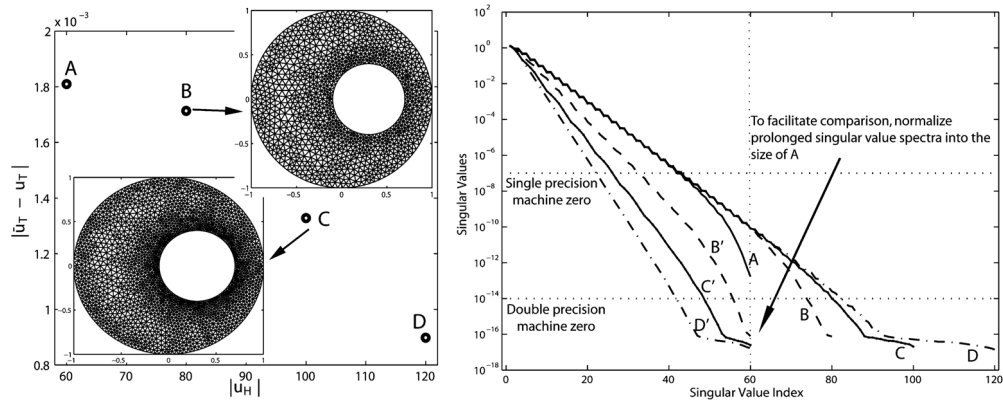 2 × 10⁻³
1.8
1.6
1.4
1.2
1
0.8
60 70 80 90 100 110 120
|ū_T − u_T|
|u_H|
A
B
C
D
1
0.5
0
−0.5
−1
−1 −0.5 0 0.5 1
1
0.5
0
−0.5
−1
−1 −0.5 0 0.5 1
Singular Values
10²
10⁰
10⁻²
10⁻⁴
10⁻⁶
10⁻⁸
10⁻¹⁰
10⁻¹²
10⁻¹⁴
10⁻¹⁶
10⁻¹⁸
To facilitate comparison, normalize
prolonged singular value spectra into the
size of A
Single precision
machine zero
B'
A
C'
Double precision
machine zero
D'
B
C
D
0 20 40 60 80 100 120
Singular Value Index